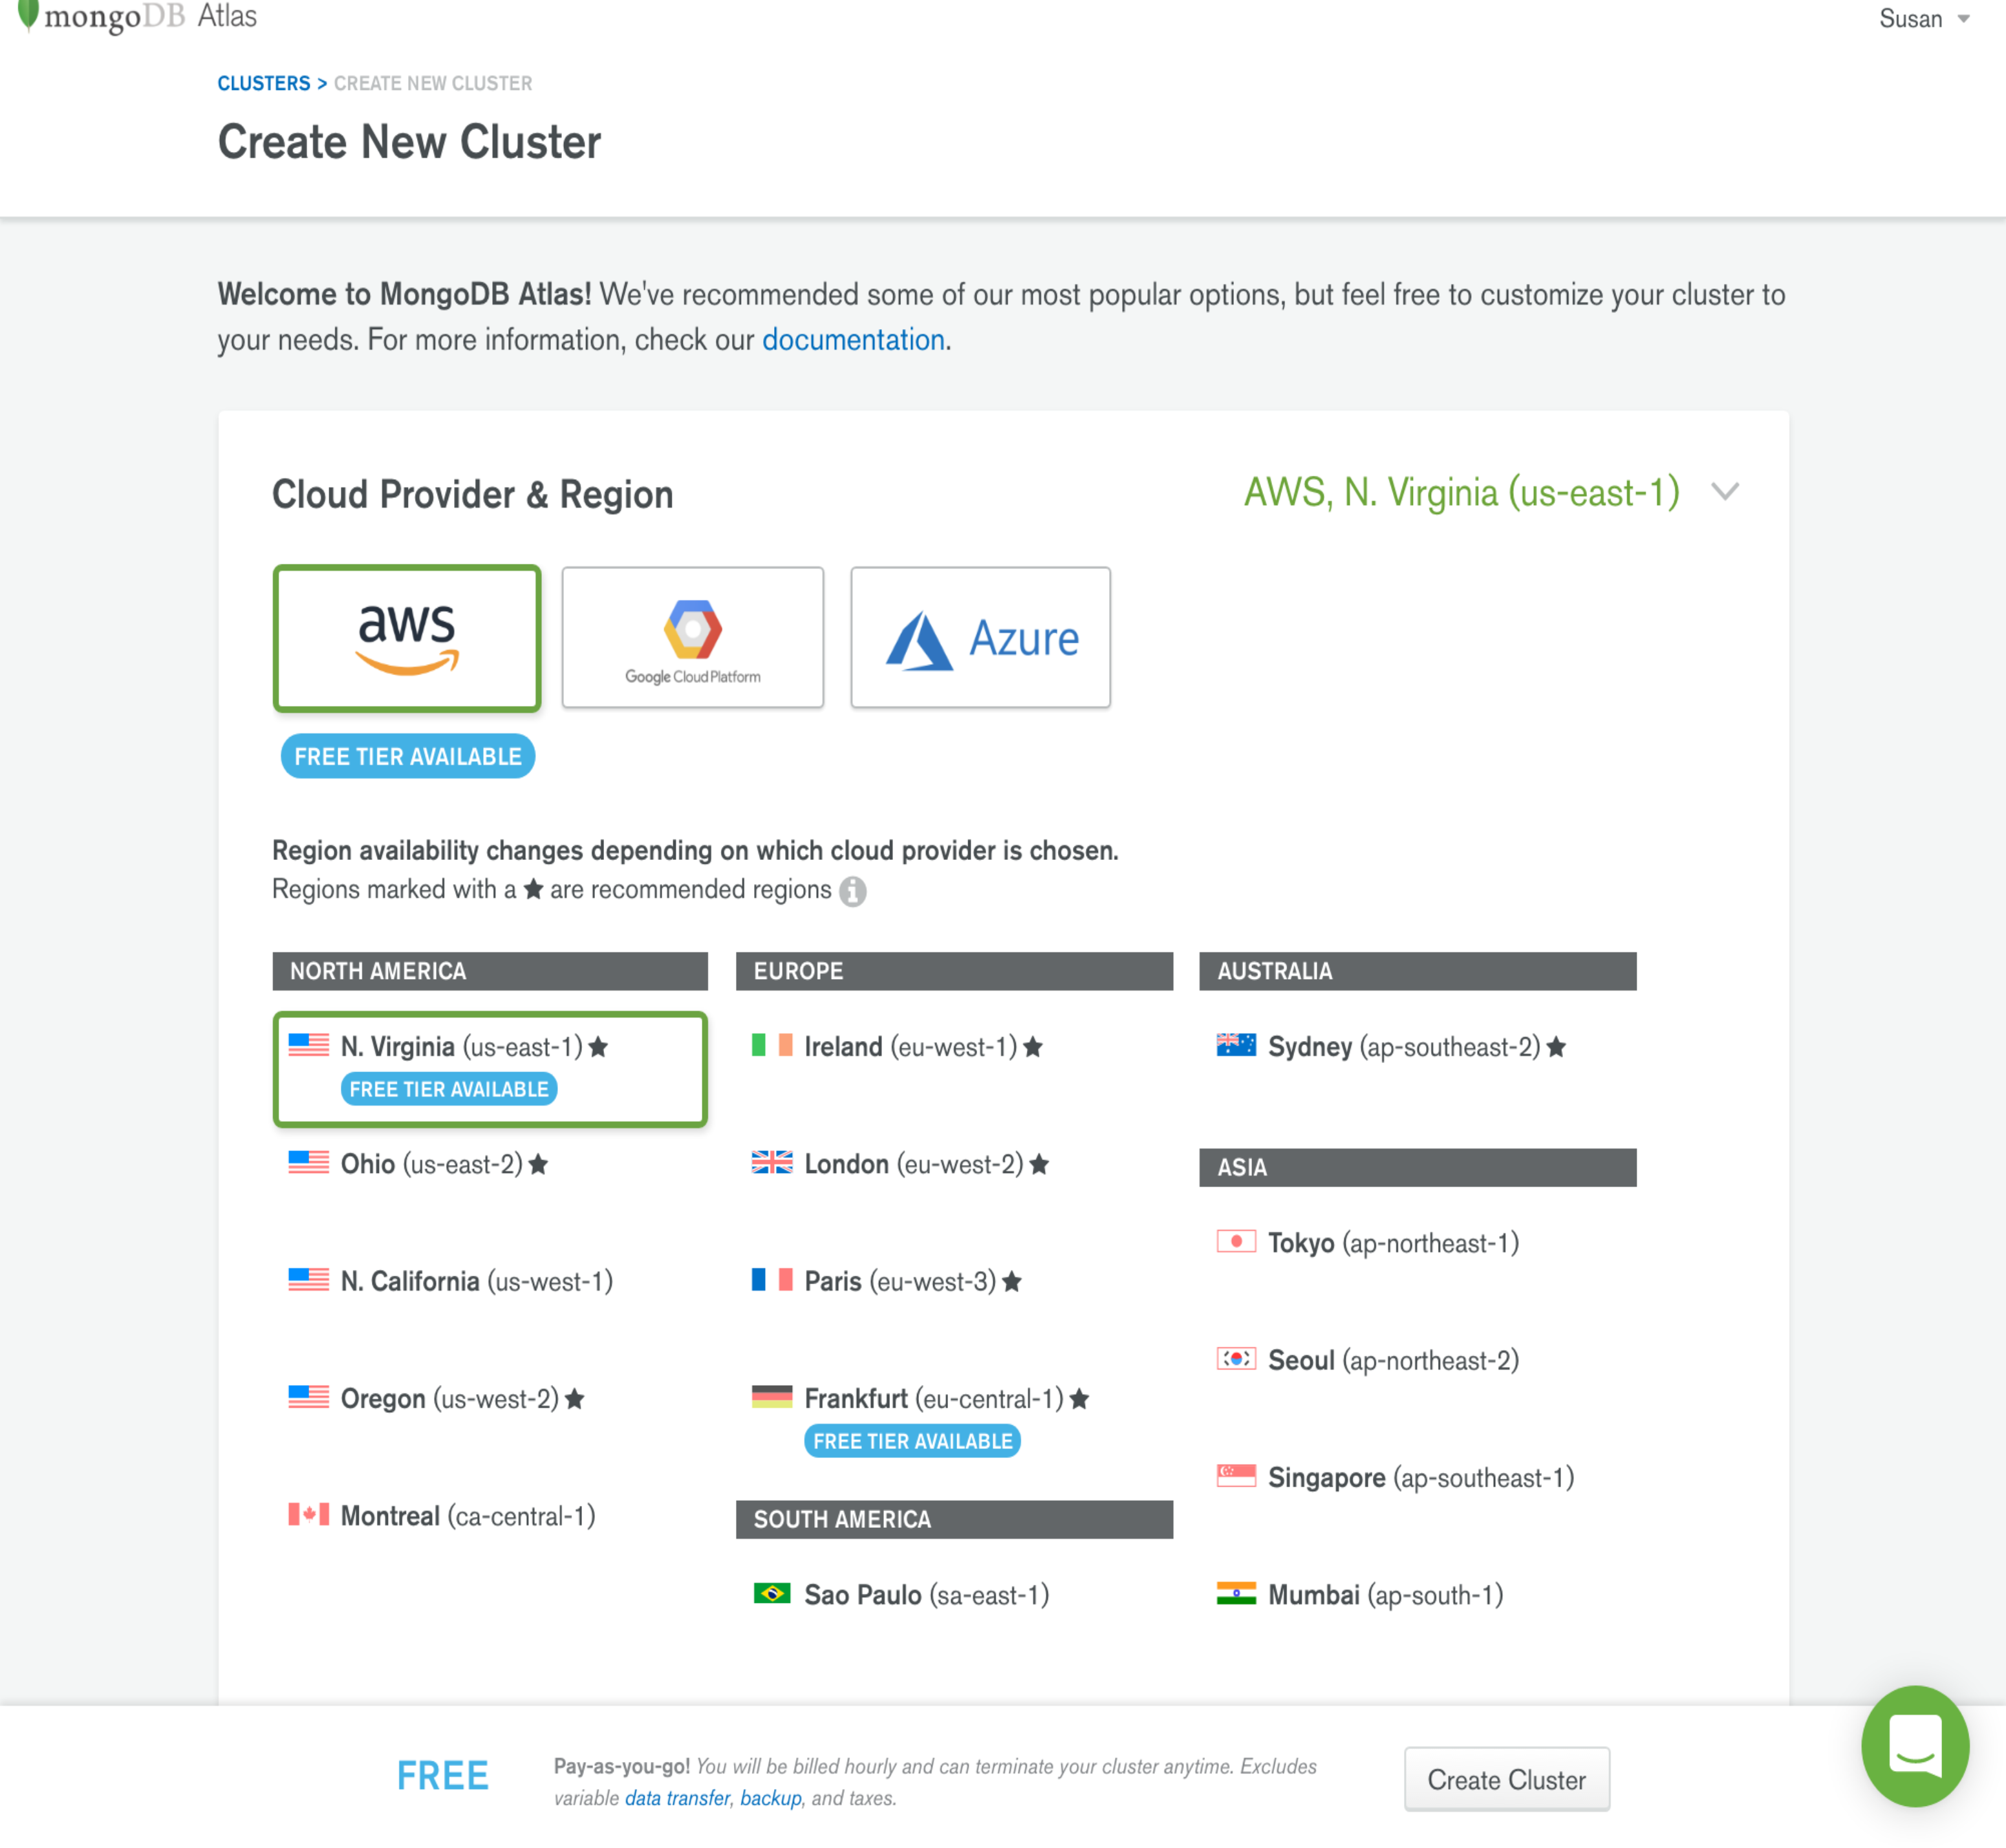 mongoDB Atlas
Susan
CLUSTERS > CREATE NEW CLUSTER
Create New Cluster
Welcome to MongoDB Atlas! We've recommended some of our most popular options, but feel free to customize your cluster to
your needs. For more information, check our documentation.
Cloud Provider & Region
AWS, N. Virginia (us-east-1)
aws
Google Cloud Platform
Azure
FREE TIER AVAILABLE
Region availability changes depending on which cloud provider is chosen.
Regions marked with a ★ are recommended regions
NORTH AMERICA
N. Virginia (us-east-1) ★
FREE TIER AVAILABLE
Ohio (us-east-2) ★
N. California (us-west-1)
Oregon (us-west-2) ★
Montreal (ca-central-1)
EUROPE
Ireland (eu-west-1) ★
London (eu-west-2) ★
Paris (eu-west-3) ★
Frankfurt (eu-central-1) ★
FREE TIER AVAILABLE
SOUTH AMERICA
Sao Paulo (sa-east-1)
AUSTRALIA
Sydney (ap-southeast-2) ★
ASIA
Tokyo (ap-northeast-1)
Seoul (ap-northeast-2)
Singapore (ap-southeast-1)
Mumbai (ap-south-1)
FREE
Pay-as-you-go! You will be billed hourly and can terminate your cluster anytime. Excludes
variable data transfer, backup, and taxes.
Create Cluster